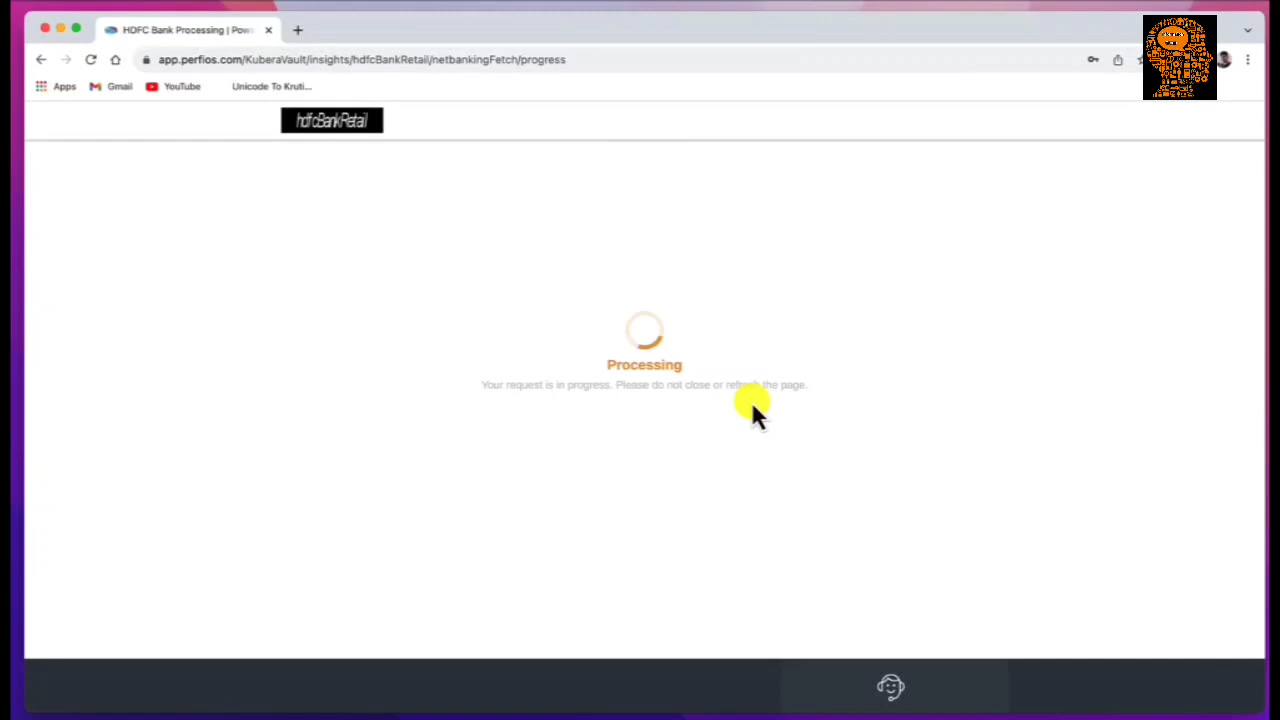 HDFC Bank Processing | Pow
app.perfios.com/KuberaVault/insights/hdfcBankRetail/netbankingFetch/progress
Apps Gmail YouTube Unicode To Kruti...
hdfcBankRetail
Processing
Your request is in progress. Please do not close or refresh the page.